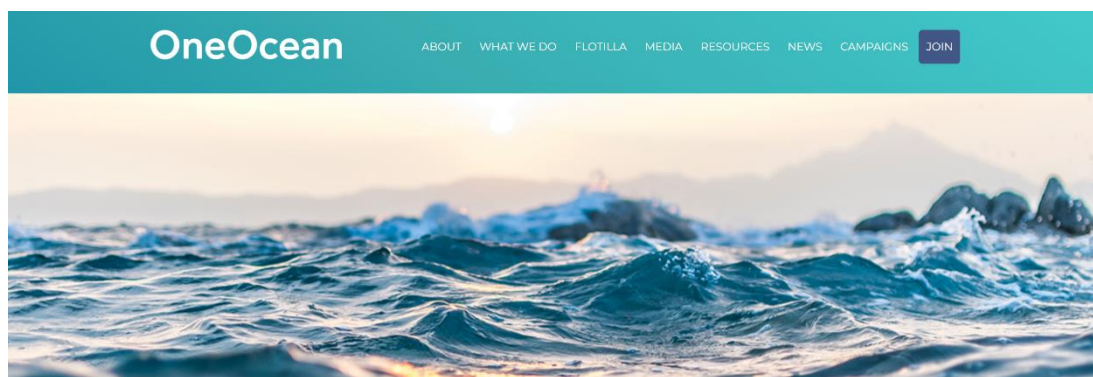 OneOcean
ABOUT WHAT WE DO FLOTILLA MEDIA RESOURCES NEWS CAMPAIGNS JOIN